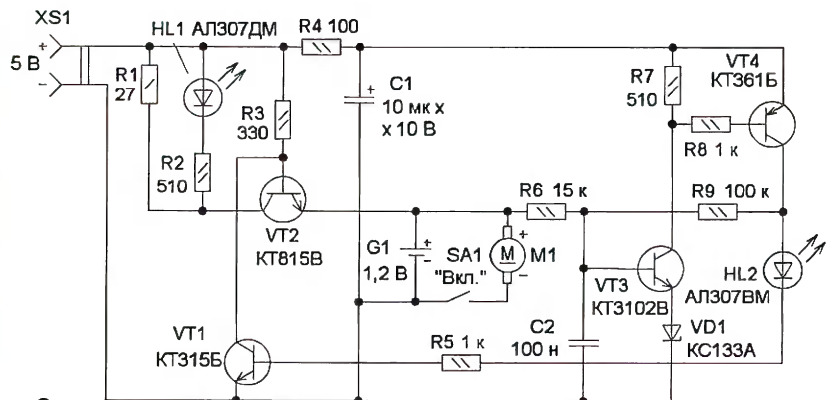 XS1
HL1 АЛ307ДМ
R4 100
+
5 В
−
R1
27
C1
10 мк х
х 10 В
R3
330
R2
510
R7
510
VT4
КТ361Б
R8 1 к
VT2
КТ815В
R6 15 к
R9 100 к
G1
1,2 В
+
−
SA1
"Вкл."
+
М
−
M1
VT3
КТ3102В
HL2
АЛ307ВМ
VD1
КС133А
VT1
КТ315Б
R5 1 к
C2
100 н